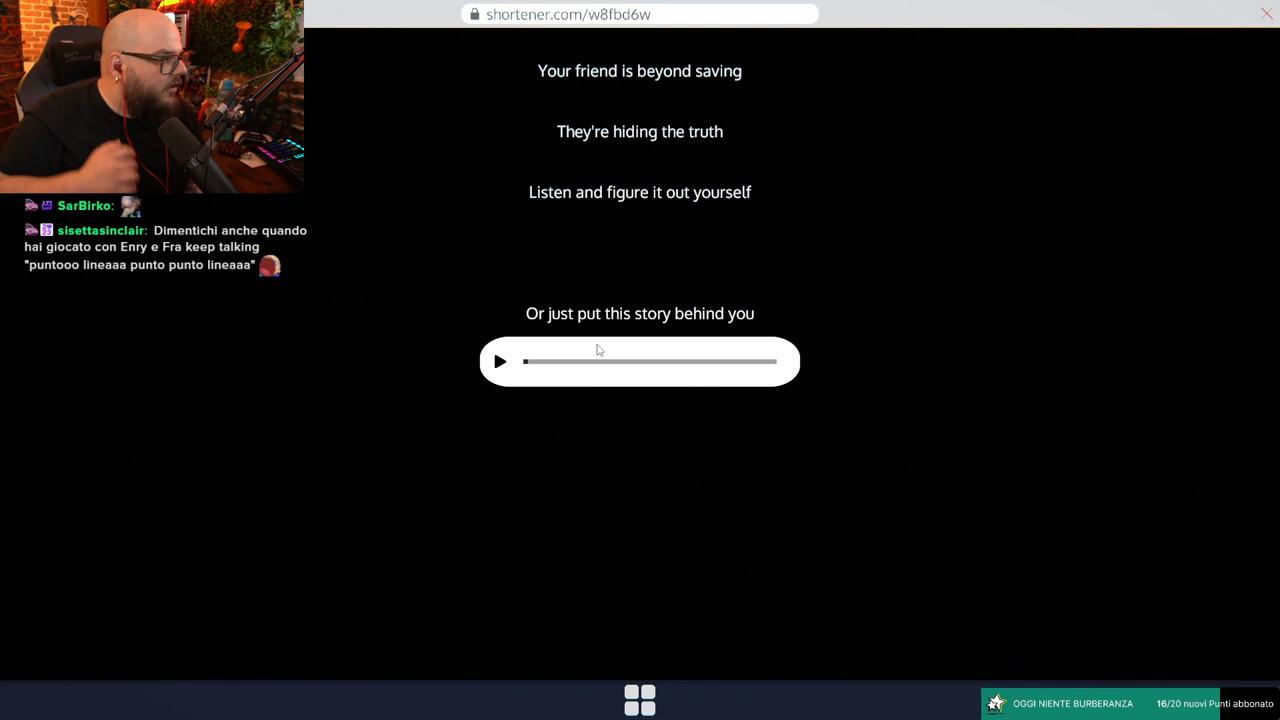 shortener.com/w8fbd6w
Your friend is beyond saving
They're hiding the truth
Listen and figure it out yourself
Or just put this story behind you
SarBirko:
sisettasinclair: Dimentichi anche quando
hai giocato con Enry e Fra keep talking
"puntooo lineaaa punto punto lineaaa"
OGGI NIENTE BURBERANZA 16/20 nuovi Punti abbonato